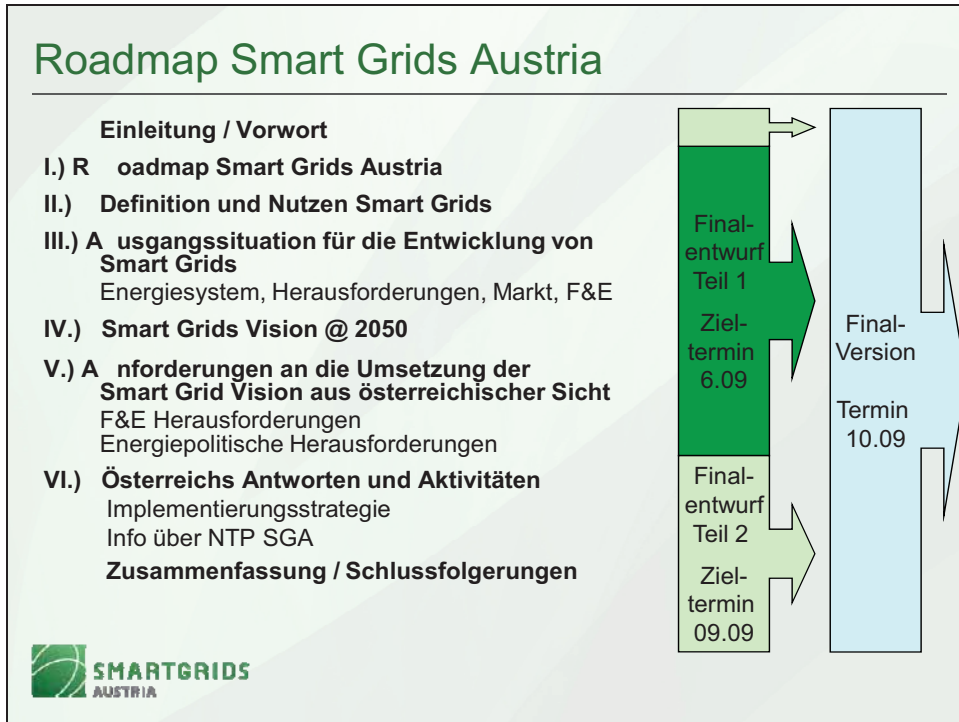 Roadmap Smart Grids Austria
Einleitung / Vorwort
I.) R oadmap Smart Grids Austria
II.) Definition und Nutzen Smart Grids
III.) A usgangssituation für die Entwicklung von
Smart Grids
Energiesystem, Herausforderungen, Markt, F&E
IV.) Smart Grids Vision @ 2050
V.) A nforderungen an die Umsetzung der
Smart Grid Vision aus österreichischer Sicht
F&E Herausforderungen
Energiepolitische Herausforderungen
VI.) Österreichs Antworten und Aktivitäten
Implementierungsstrategie
Info über NTP SGA
Zusammenfassung / Schlussfolgerungen
Final-
entwurf
Teil 1
Ziel-
termin
6.09
Final-
entwurf
Teil 2
Ziel-
termin
09.09
Final-
Version
Termin
10.09
SMARTGRIDS
AUSTRIA